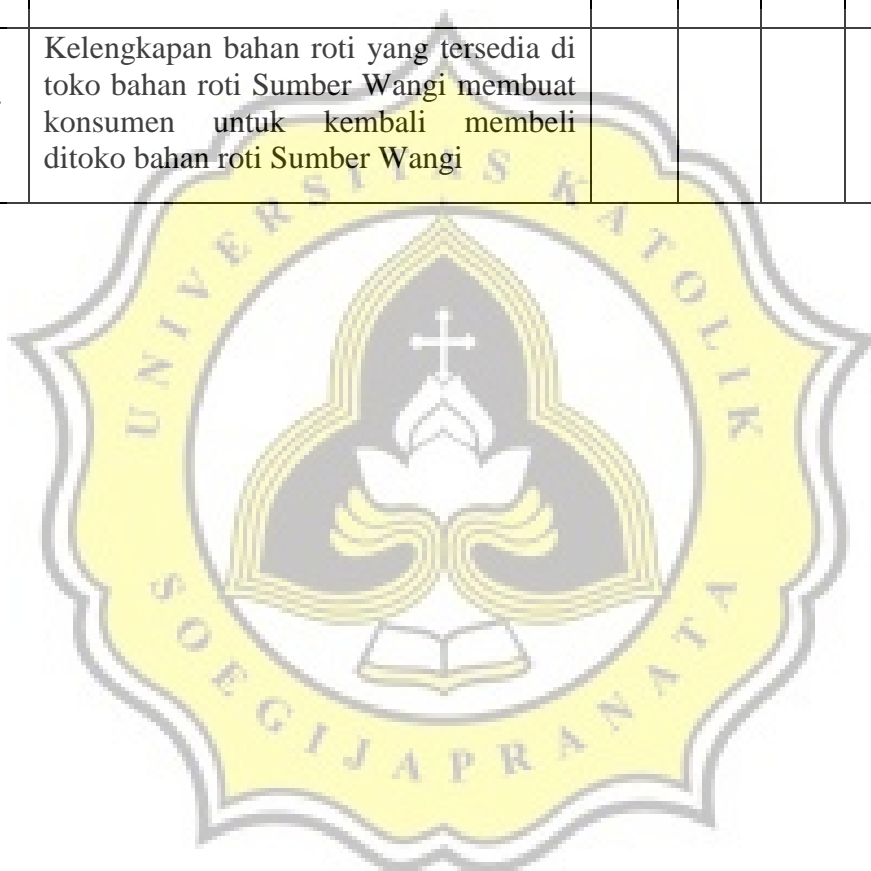 Kelengkapan bahan roti yang tersedia di
toko bahan roti Sumber Wangi membuat
konsumen untuk kembali membeli
ditoko bahan roti Sumber Wangi
UNIVERSITAS KATOLIK
SOEGIJAPRANATA